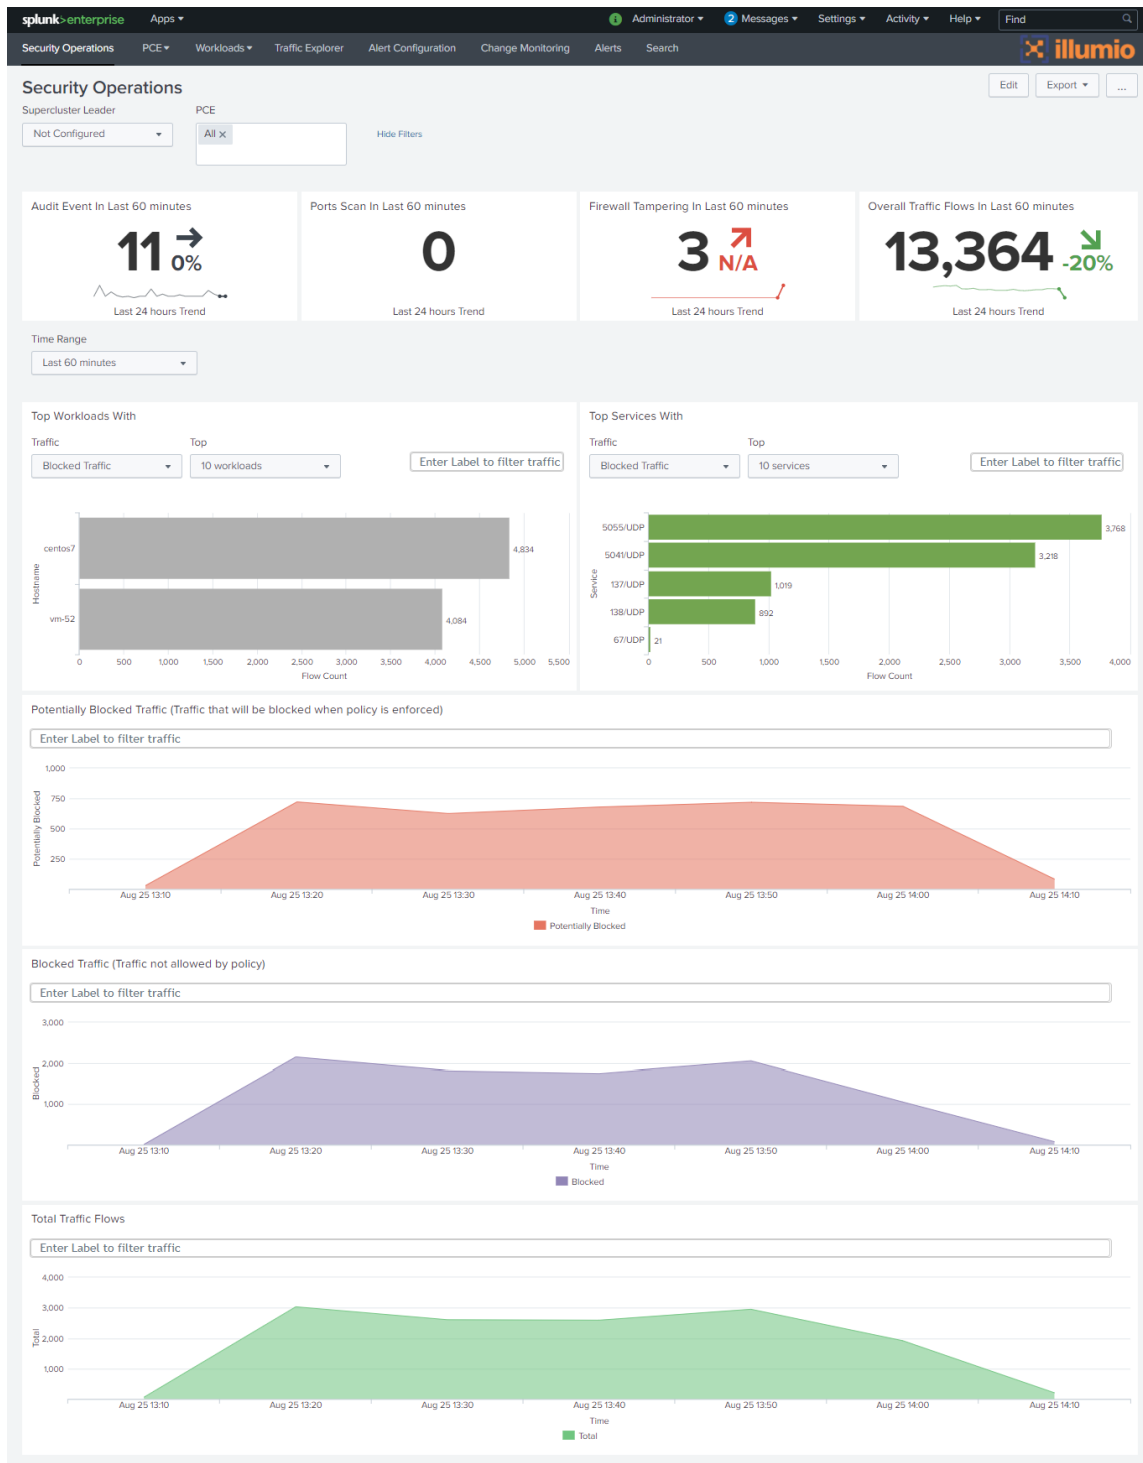 splunk>enterprise Apps Administrator 2 Messages Settings Activity Help Find
Security Operations PCE Workloads Traffic Explorer Alert Configuration Change Monitoring Alerts Search illumio
Security Operations
Edit Export ...
Supercluster Leader PCE
Not Configured All × Hide Filters
Audit Event In Last 60 minutes
11 0%
Last 24 hours Trend
Ports Scan In Last 60 minutes
0
Last 24 hours Trend
Firewall Tampering In Last 60 minutes
3 N/A
Last 24 hours Trend
Overall Traffic Flows In Last 60 minutes
13,364 -20%
Last 24 hours Trend
Time Range
Last 60 minutes
Top Workloads With
Traffic Top
Blocked Traffic 10 workloads Enter Label to filter traffic
Hostname
centos7 4,834
vm-52 4,084
0 500 1,000 1,500 2,000 2,500 3,000 3,500 4,000 4,500 5,000 5,500
Flow Count
Top Services With
Traffic Top
Blocked Traffic 10 services Enter Label to filter traffic
Service
5055/UDP 3,768
5041/UDP 3,218
137/UDP 1,019
138/UDP 892
67/UDP 21
0 500 1,000 1,500 2,000 2,500 3,000 3,500 4,000
Flow Count
Potentially Blocked Traffic (Traffic that will be blocked when policy is enforced)
Enter Label to filter traffic
Potentially Blocked
1,000
750
500
250
Aug 25 13:10 Aug 25 13:20 Aug 25 13:30 Aug 25 13:40 Aug 25 13:50 Aug 25 14:00 Aug 25 14:10
Time
Potentially Blocked
Blocked Traffic (Traffic not allowed by policy)
Enter Label to filter traffic
Blocked
3,000
2,000
1,000
Aug 25 13:10 Aug 25 13:20 Aug 25 13:30 Aug 25 13:40 Aug 25 13:50 Aug 25 14:00 Aug 25 14:10
Time
Blocked
Total Traffic Flows
Enter Label to filter traffic
Total
4,000
3,000
2,000
1,000
Aug 25 13:10 Aug 25 13:20 Aug 25 13:30 Aug 25 13:40 Aug 25 13:50 Aug 25 14:00 Aug 25 14:10
Time
Total